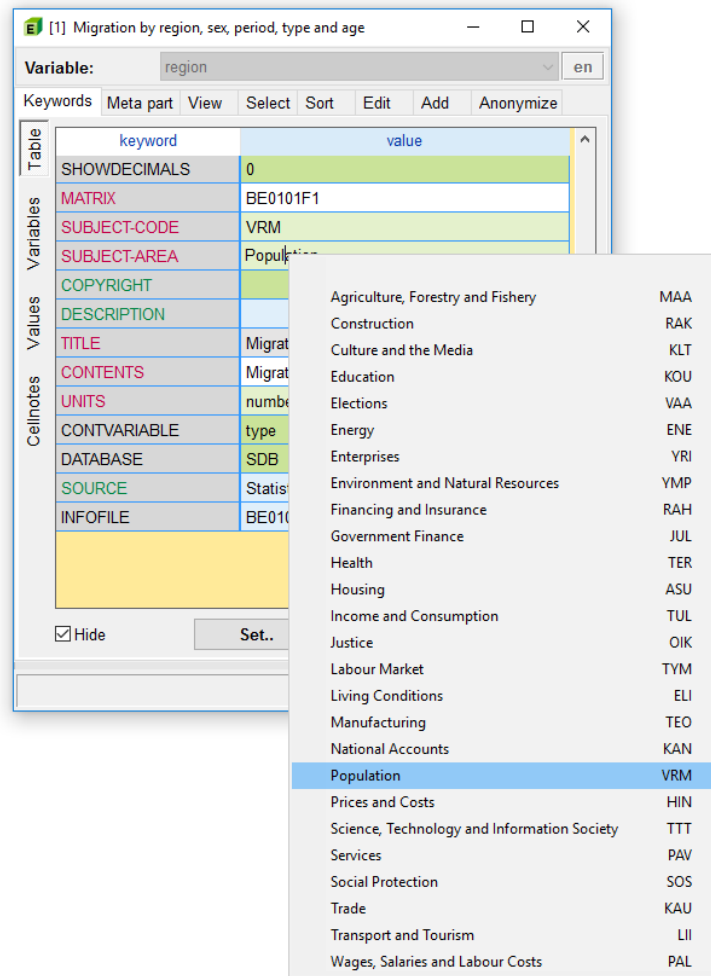 E [1] Migration by region, sex, period, type and age
Variable: region en
Keywords Meta part View Select Sort Edit Add Anonymize
Table
Variables
Values
Cellnotes
keyword value
SHOWDECIMALS 0
MATRIX BE0101F1
SUBJECT-CODE VRM
SUBJECT-AREA Population
COPYRIGHT
DESCRIPTION
TITLE Migrat
CONTENTS Migrat
UNITS numbe
CONTVARIABLE type
DATABASE SDB
SOURCE Statist
INFOFILE BE010
Hide Set..
Agriculture, Forestry and Fishery MAA
Construction RAK
Culture and the Media KLT
Education KOU
Elections VAA
Energy ENE
Enterprises YRI
Environment and Natural Resources YMP
Financing and Insurance RAH
Government Finance JUL
Health TER
Housing ASU
Income and Consumption TUL
Justice OIK
Labour Market TYM
Living Conditions ELI
Manufacturing TEO
National Accounts KAN
Population VRM
Prices and Costs HIN
Science, Technology and Information Society TTT
Services PAV
Social Protection SOS
Trade KAU
Transport and Tourism LII
Wages, Salaries and Labour Costs PAL